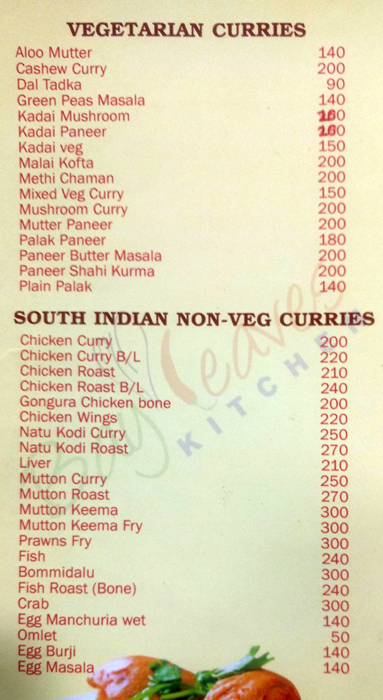 VEGETARIAN CURRIES
Aloo Mutter 140
Cashew Curry 200
Dal Tadka 90
Green Peas Masala 140
Kadai Mushroom
Kadai Paneer
Kadai veg 150
Malai Kofta 200
Methi Chaman 200
Mixed Veg Curry 150
Mushroom Curry 200
Mutter Paneer 200
Palak Paneer 180
Paneer Butter Masala 200
Paneer Shahi Kurma 200
Plain Palak 140
SOUTH INDIAN NON-VEG CURRIES
Chicken Curry 200
Chicken Curry B/L 220
Chicken Roast 210
Chicken Roast B/L 240
Gongura Chicken bone 200
Chicken Wings 220
Natu Kodi Curry 250
Natu Kodi Roast 270
Liver 210
Mutton Curry 250
Mutton Roast 270
Mutton Keema 300
Mutton Keema Fry 300
Prawns Fry 300
Fish 240
Bommidalu 300
Fish Roast (Bone) 240
Crab 300
Egg Manchuria wet 140
Omlet 50
Egg Burji 140
Egg Masala 140
Bay Leaves
KITCHEN